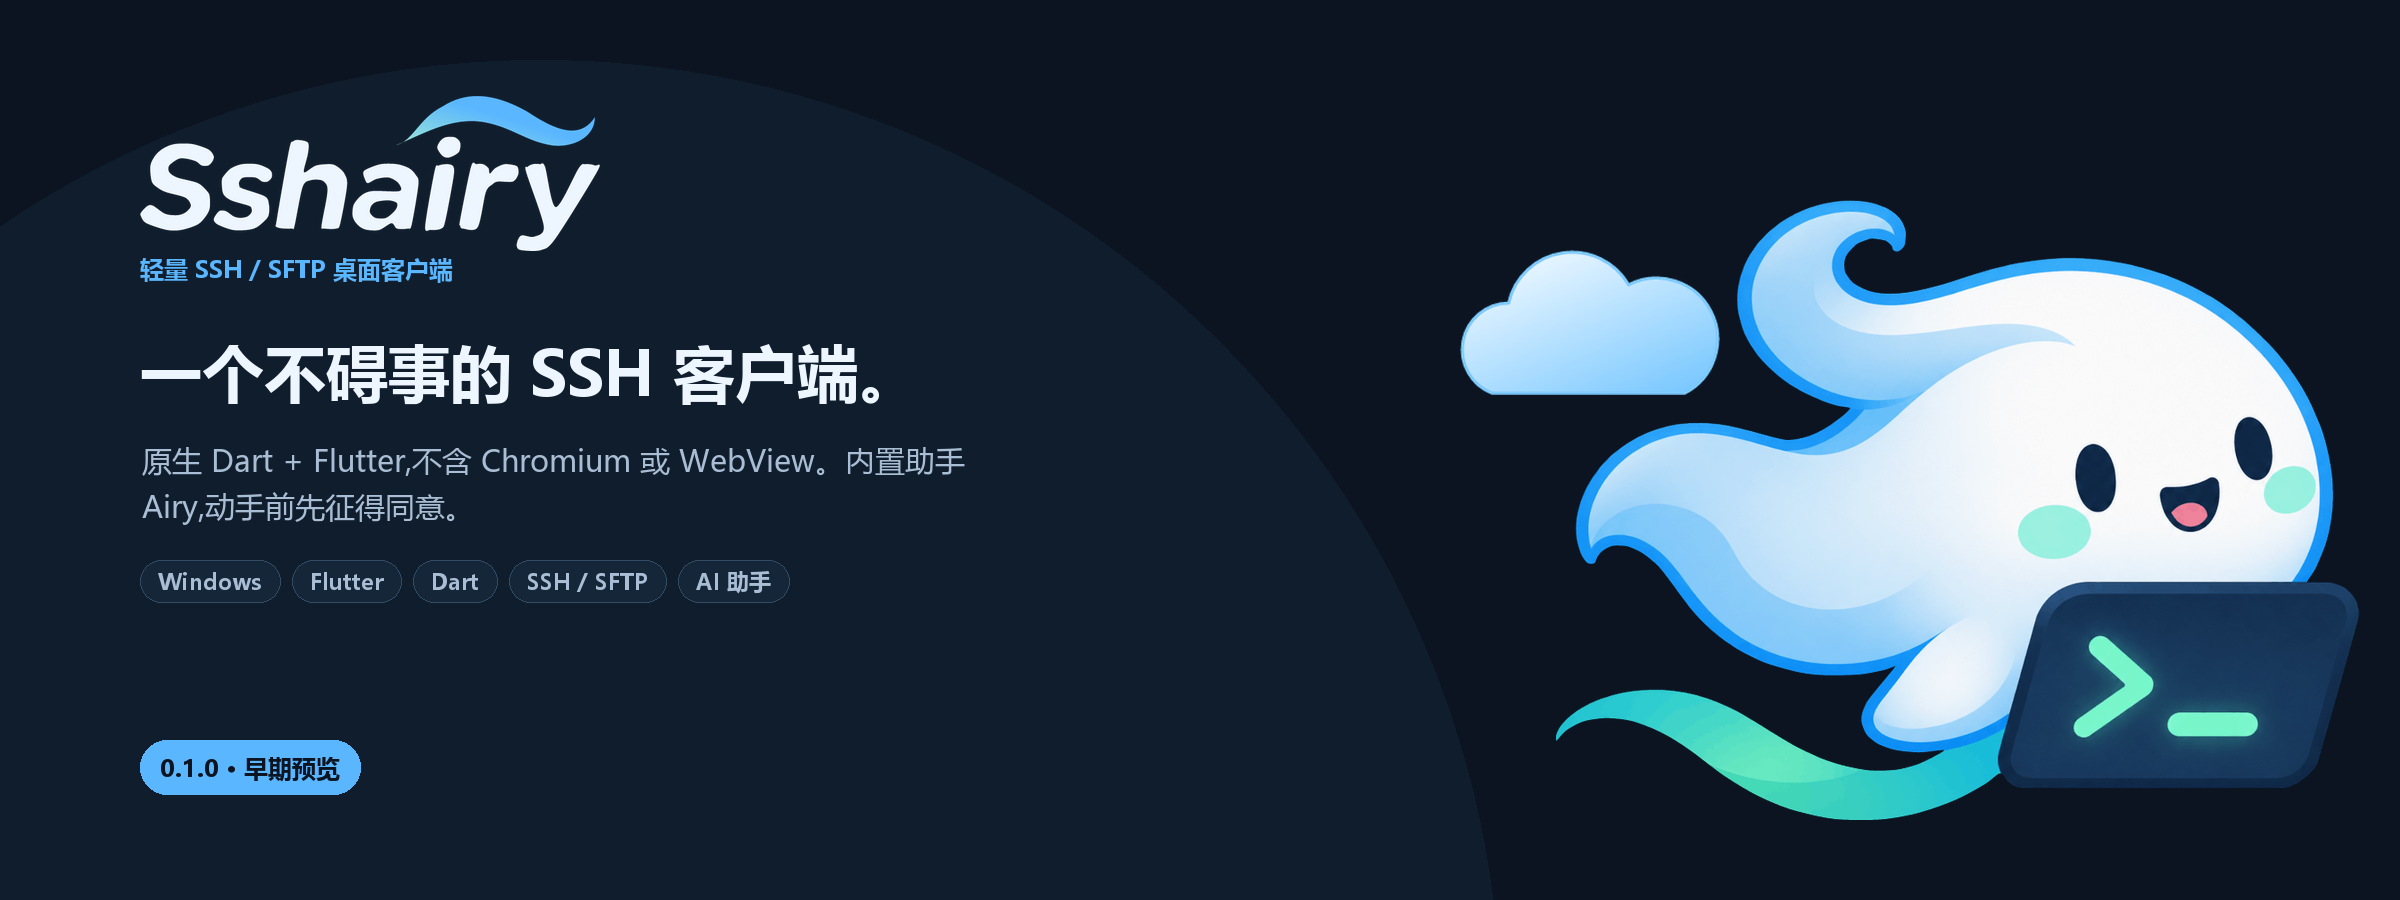 Sshairy
轻量 SSH / SFTP 桌面客户端
一个不碍事的 SSH 客户端。
原生 Dart + Flutter,不含 Chromium 或 WebView。内置助手
Airy,动手前先征得同意。
Windows Flutter Dart SSH / SFTP AI 助手
0.1.0 • 早期预览
>_